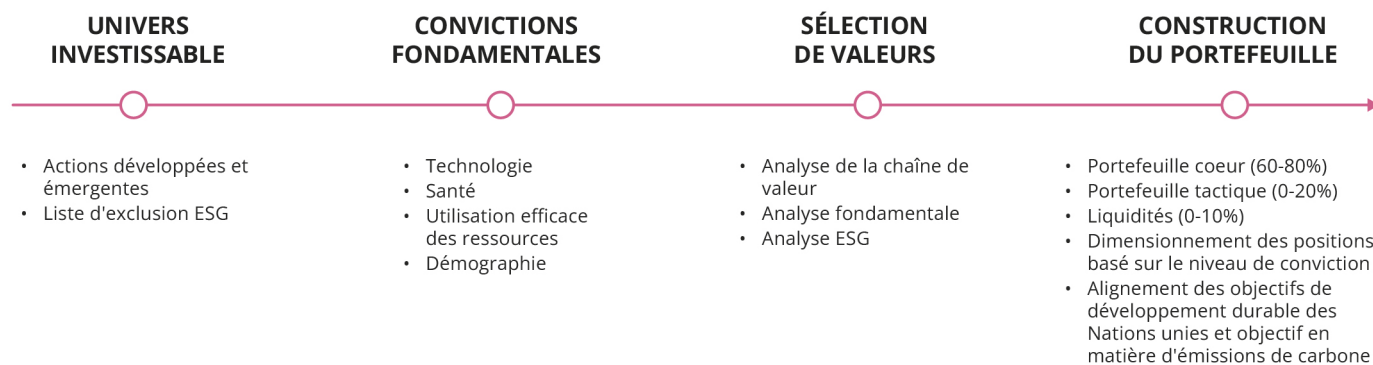 UNIVERS
INVESTISSABLE
• Actions développées et
émergentes
• Liste d'exclusion ESG
CONVICTIONS
FONDAMENTALES
• Technologie
• Santé
• Utilisation efficace
des ressources
• Démographie
SÉLECTION
DE VALEURS
• Analyse de la chaîne de
valeur
• Analyse fondamentale
• Analyse ESG
CONSTRUCTION
DU PORTEFEUILLE
• Portefeuille coeur (60-80%)
• Portefeuille tactique (0-20%)
• Liquidités (0-10%)
• Dimensionnement des positions
basé sur le niveau de conviction
• Alignement des objectifs de
développement durable des
Nations unies et objectif en
matière d'émissions de carbone